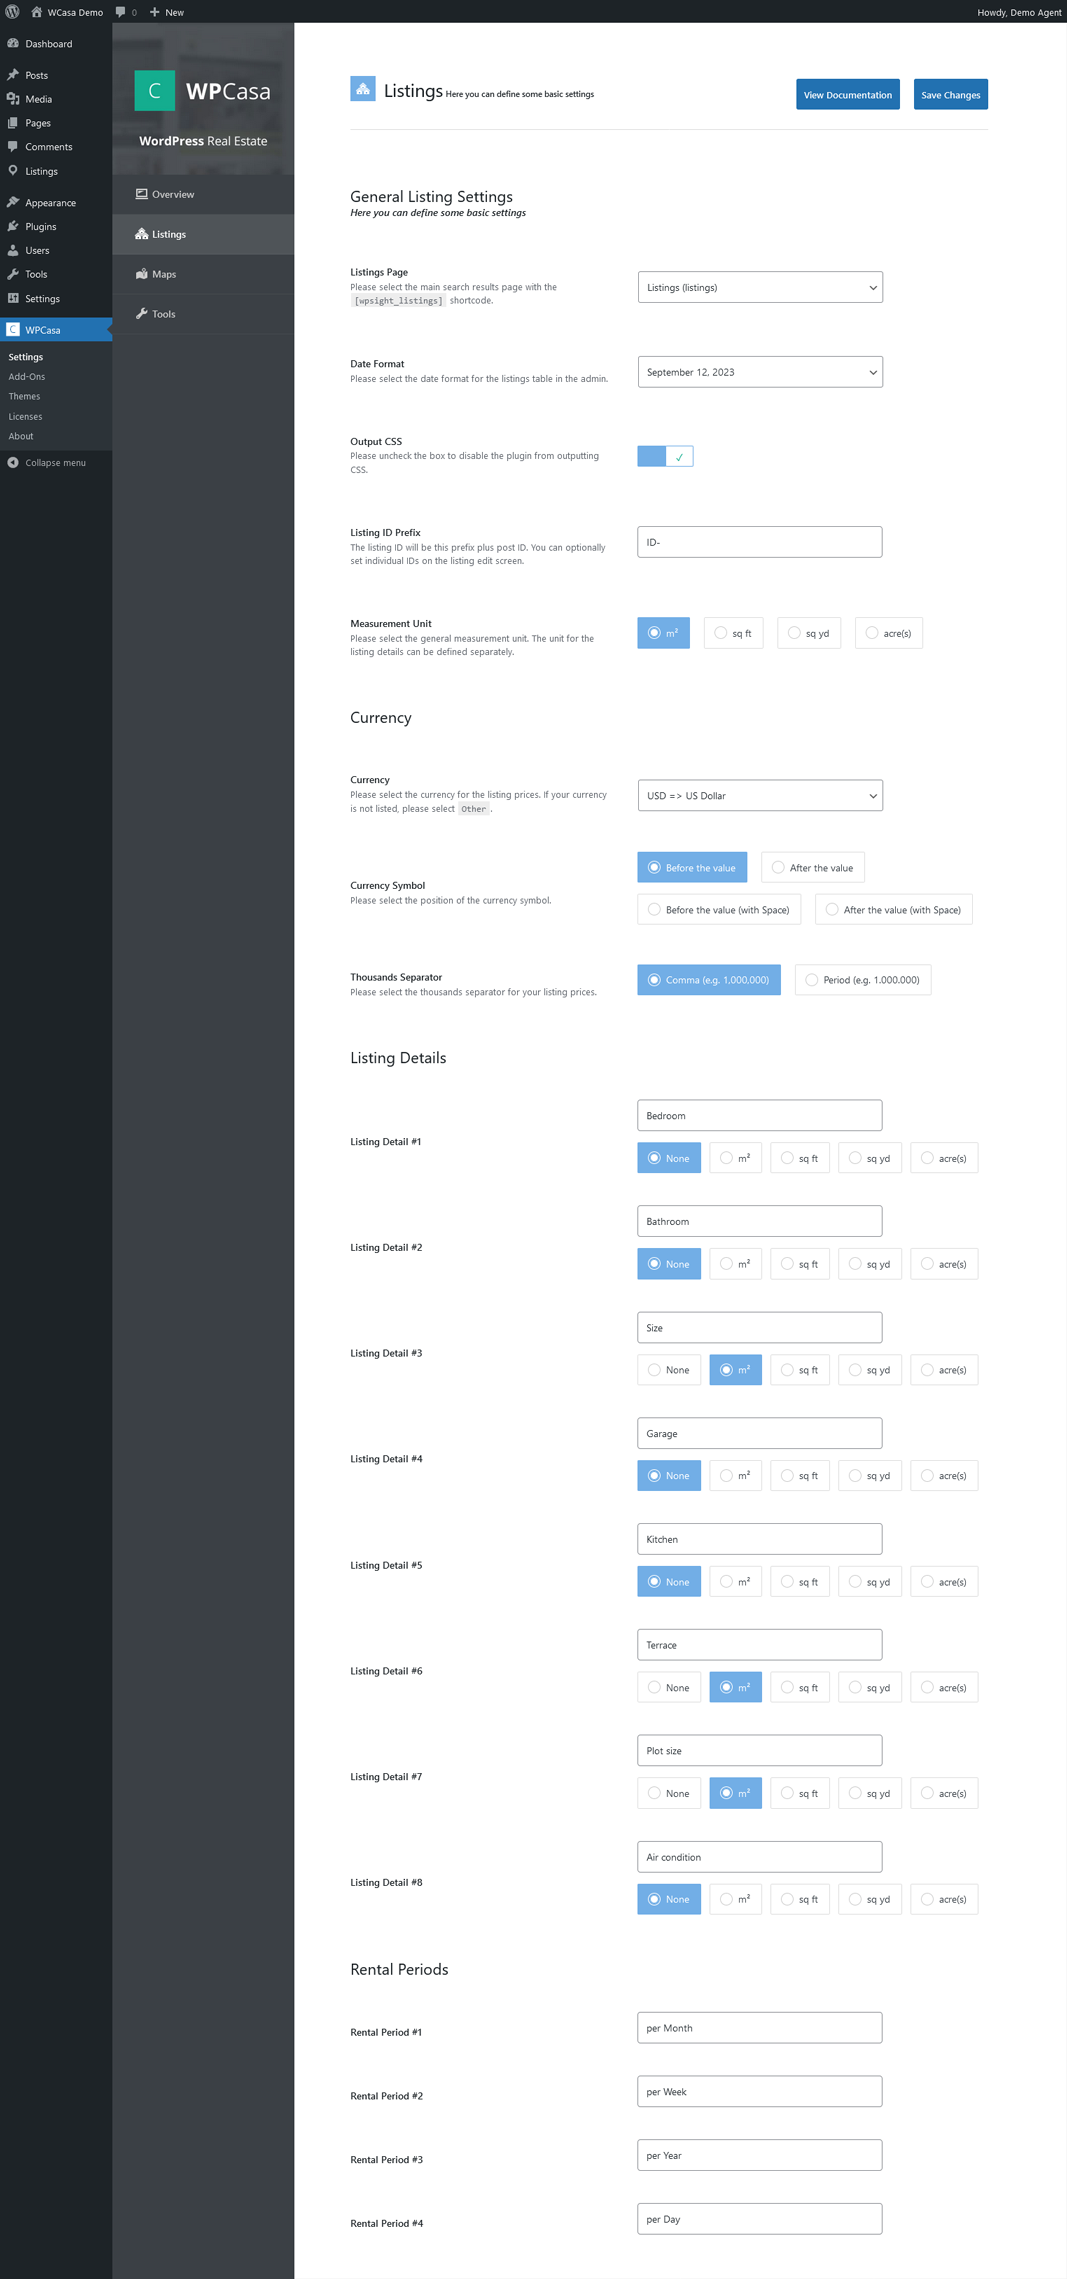 WCasa Demo 0 New
Howdy, Demo Agent
Dashboard
Posts
Media
Pages
Comments
Listings
Appearance
Plugins
Users
Tools
Settings
C WPCasa
Settings
Add-Ons
Themes
Licenses
About
Collapse menu
C WPCasa
WordPress Real Estate
Overview
Listings
Maps
Tools
Listings Here you can define some basic settings
View Documentation
Save Changes
General Listing Settings
Here you can define some basic settings
Listings Page
Please select the main search results page with the
[wpsight_listings] shortcode.
Listings (listings)
Date Format
Please select the date format for the listings table in the admin.
September 12, 2023
Output CSS
Please uncheck the box to disable the plugin from outputting
CSS.
Listing ID Prefix
The listing ID will be this prefix plus post ID. You can optionally
set individual IDs on the listing edit screen.
ID-
Measurement Unit
Please select the general measurement unit. The unit for the
listing details can be defined separately.
m² sq ft sq yd acre(s)
Currency
Currency
Please select the currency for the listing prices. If your currency
is not listed, please select Other .
USD => US Dollar
Currency Symbol
Please select the position of the currency symbol.
Before the value After the value
Before the value (with Space) After the value (with Space)
Thousands Separator
Please select the thousands separator for your listing prices.
Comma (e.g. 1,000,000) Period (e.g. 1.000.000)
Listing Details
Listing Detail #1
Bedroom
None m² sq ft sq yd acre(s)
Listing Detail #2
Bathroom
None m² sq ft sq yd acre(s)
Listing Detail #3
Size
None m² sq ft sq yd acre(s)
Listing Detail #4
Garage
None m² sq ft sq yd acre(s)
Listing Detail #5
Kitchen
None m² sq ft sq yd acre(s)
Listing Detail #6
Terrace
None m² sq ft sq yd acre(s)
Listing Detail #7
Plot size
None m² sq ft sq yd acre(s)
Listing Detail #8
Air condition
None m² sq ft sq yd acre(s)
Rental Periods
Rental Period #1
per Month
Rental Period #2
per Week
Rental Period #3
per Year
Rental Period #4
per Day